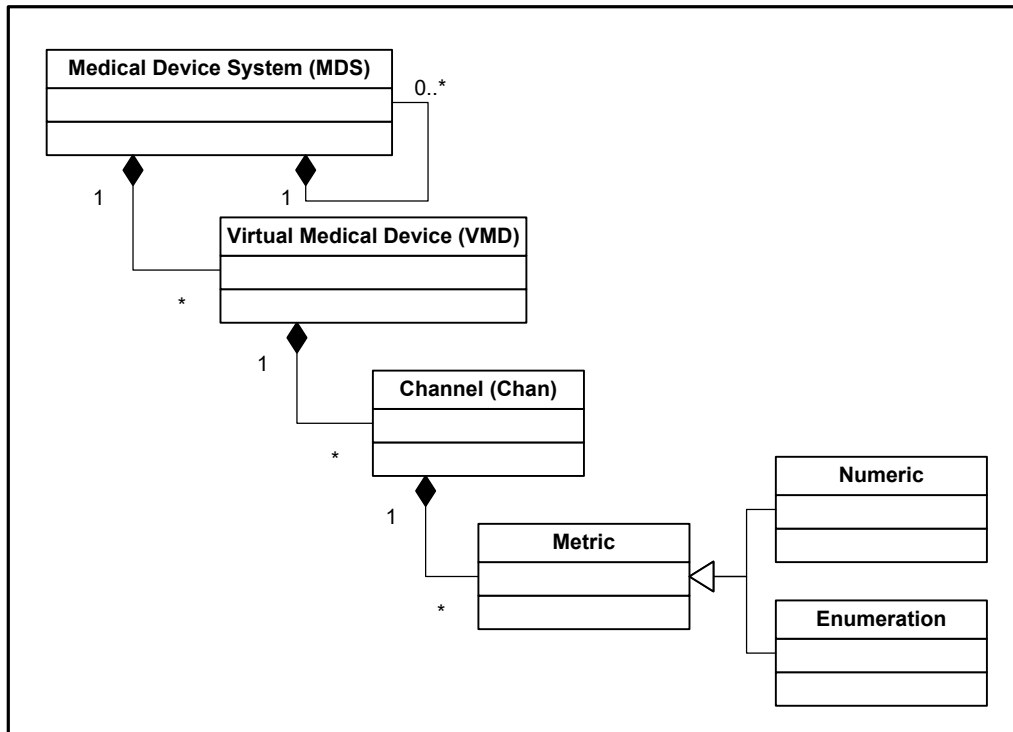 Medical Device System (MDS)
0..*
1
1
Virtual Medical Device (VMD)
*
1
Channel (Chan)
*
1
Numeric
Metric
*
Enumeration